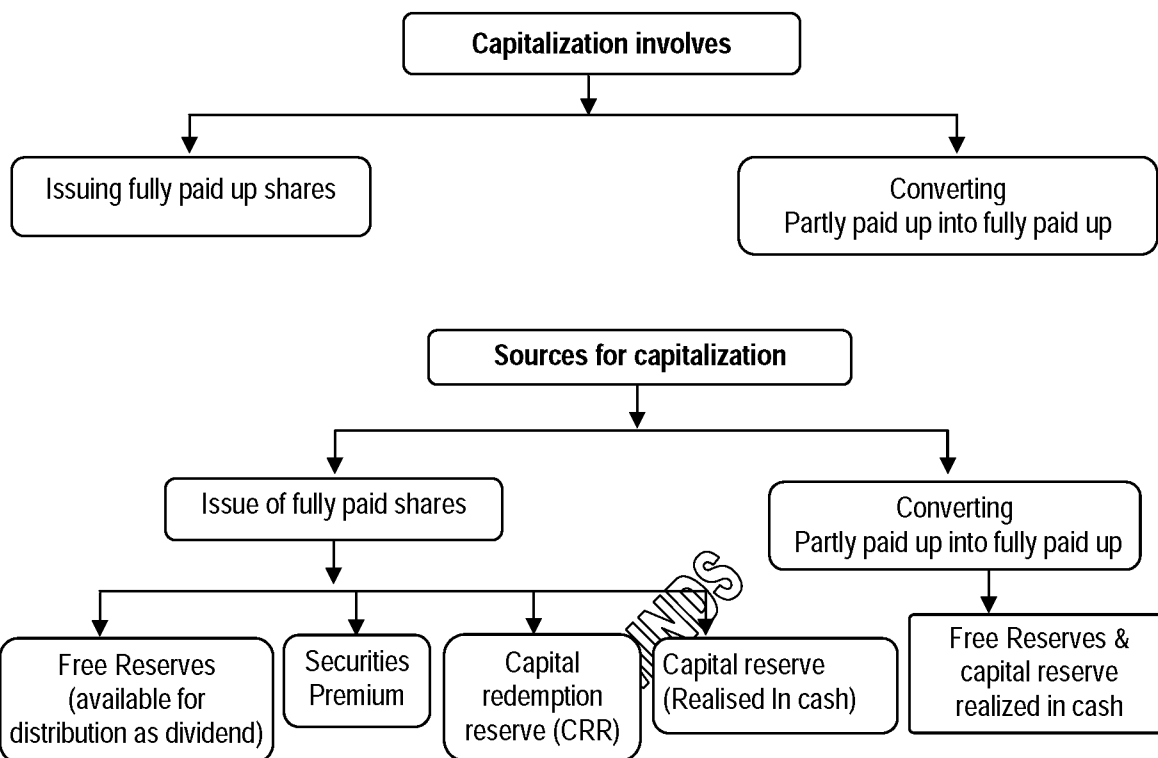 Capitalization involves
Issuing fully paid up shares
Converting
Partly paid up into fully paid up
Sources for capitalization
Issue of fully paid shares
Converting
Partly paid up into fully paid up
Free Reserves
(available for
distribution as dividend)
Securities
Premium
Capital
redemption
reserve (CRR)
Capital reserve
(Realised In cash)
Free Reserves &
capital reserve
realized in cash